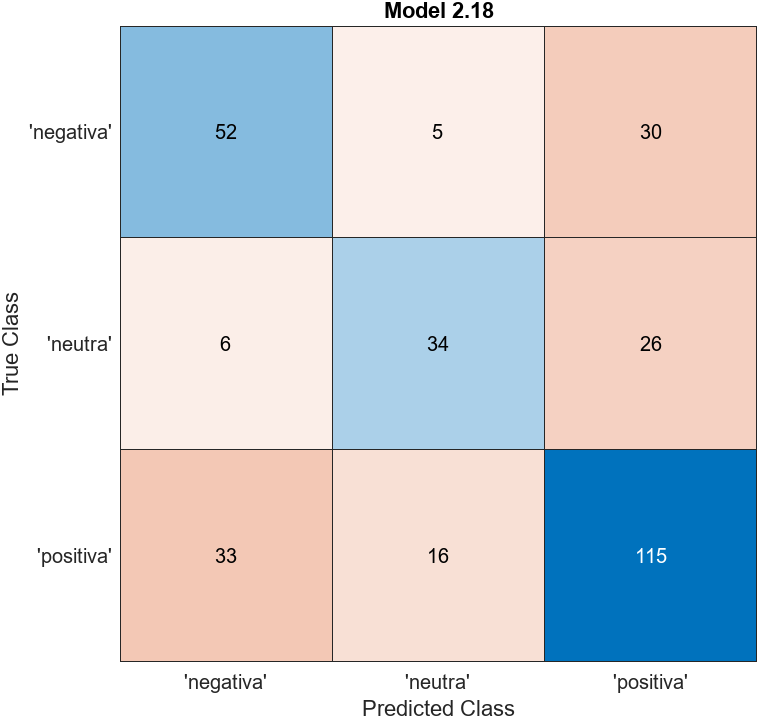 Model 2.18
True Class
'negativa' 52 5 30
'neutra' 6 34 26
'positiva' 33 16 115
'negativa' 'neutra' 'positiva'
Predicted Class